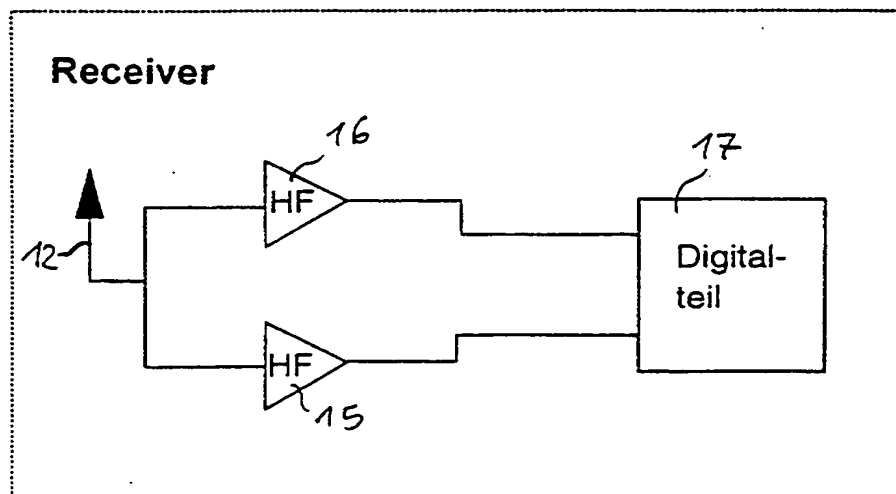 Receiver
16
HF
17
12
Digital-
teil
HF
15